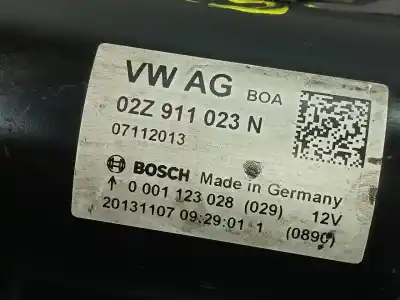 VW AG BOA
02Z 911 023 N
07112013
BOSCH Made in Germany
↑ 0 001 123 028 (029) 12V
20131107 09:29:01 1 (0890)